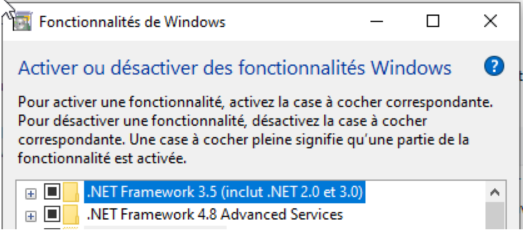 Fonctionnalités de Windows
Activer ou désactiver des fonctionnalités Windows
Pour activer une fonctionnalité, activez la case à cocher correspondante.
Pour désactiver une fonctionnalité, désactivez la case à cocher
correspondante. Une case à cocher pleine signifie qu'une partie de la
fonctionnalité est activée.
.NET Framework 3.5 (inclut .NET 2.0 et 3.0)
.NET Framework 4.8 Advanced Services